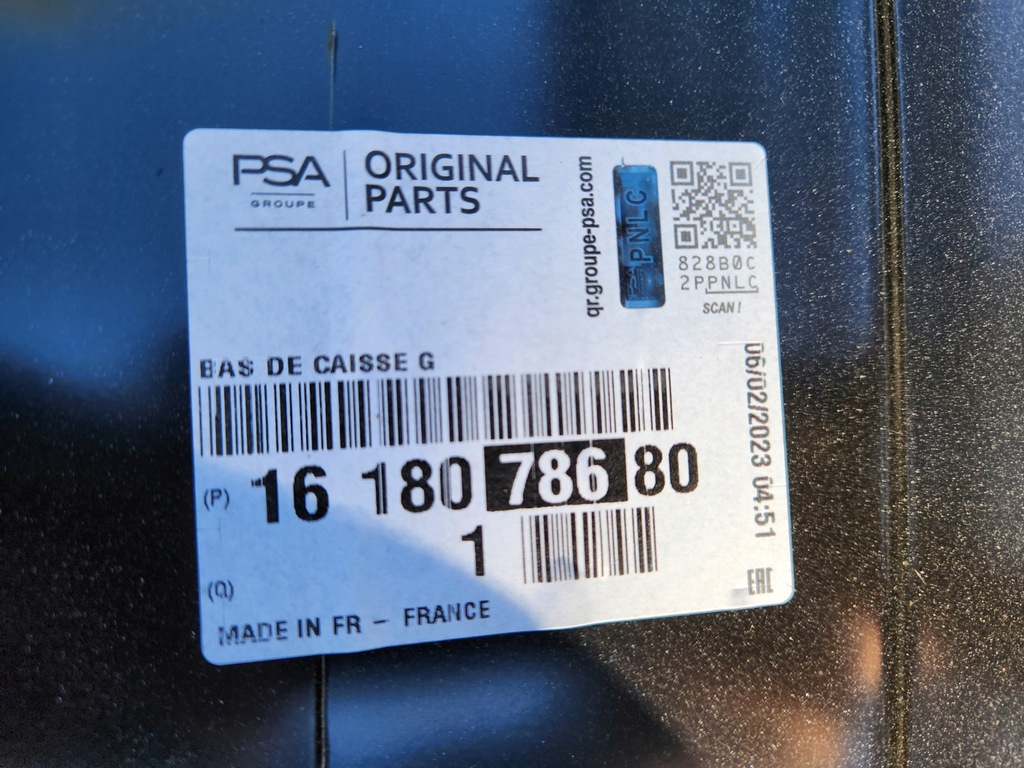 PSA
GROUPE
ORIGINAL
PARTS
qr.groupe-psa.com
PNLC
828B0C
2PPNLC
SCAN!
BAS DE CAISSE G
06/02/2023 04:51
(P) 16 180 786 80
1
(Q)
EAC
MADE IN FR - FRANCE